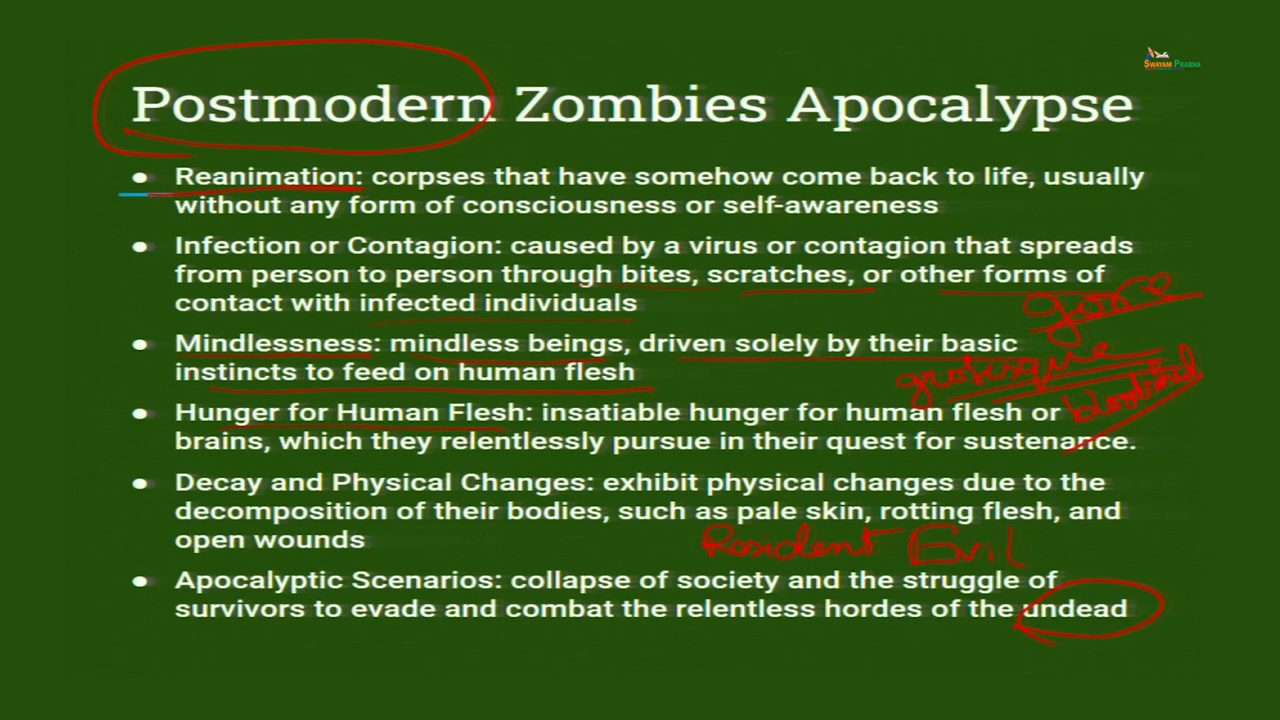 SWAYAM PRABHA
Postmodern Zombies Apocalypse
● Reanimation: corpses that have somehow come back to life, usually
without any form of consciousness or self-awareness
● Infection or Contagion: caused by a virus or contagion that spreads
from person to person through bites, scratches, or other forms of
contact with infected individuals
gore
● Mindlessness: mindless beings, driven solely by their basic
instincts to feed on human flesh
grotesque
bloodshed
● Hunger for Human Flesh: insatiable hunger for human flesh or
brains, which they relentlessly pursue in their quest for sustenance.
● Decay and Physical Changes: exhibit physical changes due to the
decomposition of their bodies, such as pale skin, rotting flesh, and
open wounds
Resident Evil
● Apocalyptic Scenarios: collapse of society and the struggle of
survivors to evade and combat the relentless hordes of the undead